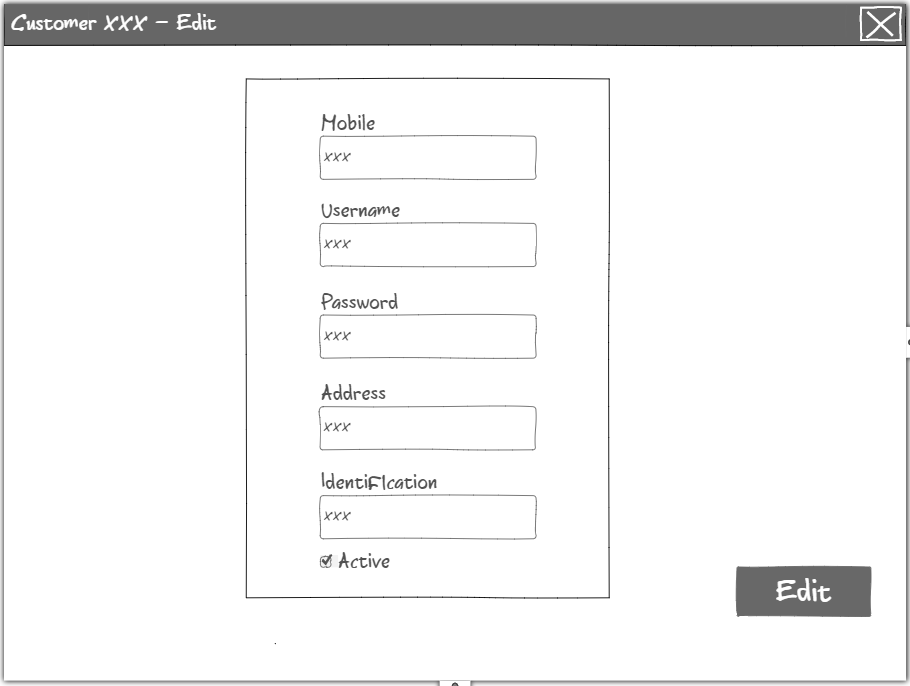 Customer XXX - Edit
Mobile
xxx
Username
xxx
Password
xxx
Address
xxx
IdentiFIcation
xxx
Active
Edit